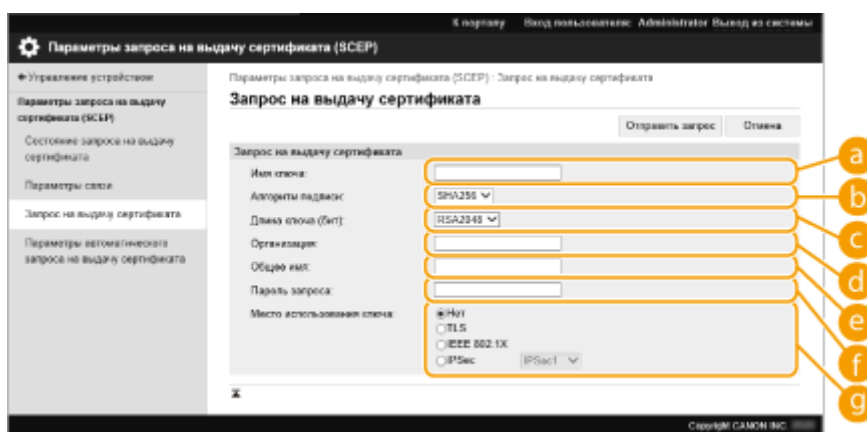 К порталу Вход пользователя: Administrator Выход из системы
Параметры запроса на выдачу сертификата (SCEP)
Управление устройством
Параметры запроса на выдачу сертификата (SCEP) : Запрос на выдачу сертификата
Параметры запроса на выдачу
сертификата (SCEP)
Запрос на выдачу сертификата
Состояние запроса на выдачу
сертификата
Отправить запрос Отмена
Параметры связи
Запрос на выдачу сертификата
Параметры автоматического
запроса на выдачу сертификата
Запрос на выдачу сертификата
Имя ключа:
a
Алгоритм подписи: SHA256
b
Длина ключа (бит): RSA2048
c
Организация:
d
Общее имя:
e
Пароль запроса:
f
Место использования ключа: Нет
TLS
IEEE 802.1X
IPSec IPSec1
g
Copyright CANON INC.